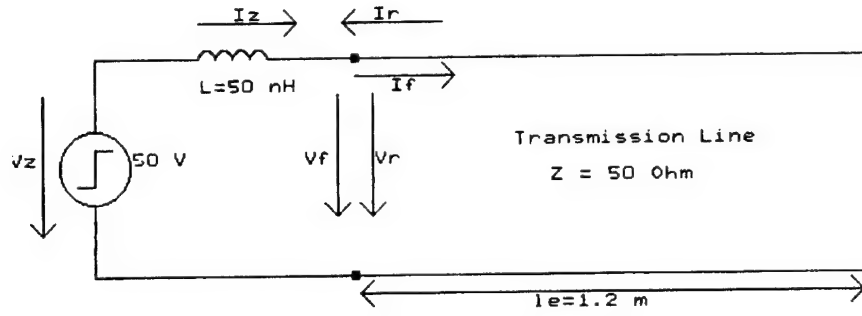 Iz Ir
L=50 nH If
Vz 50 V Vf Vr Transmission Line
Z = 50 Ohm
le=1.2 m